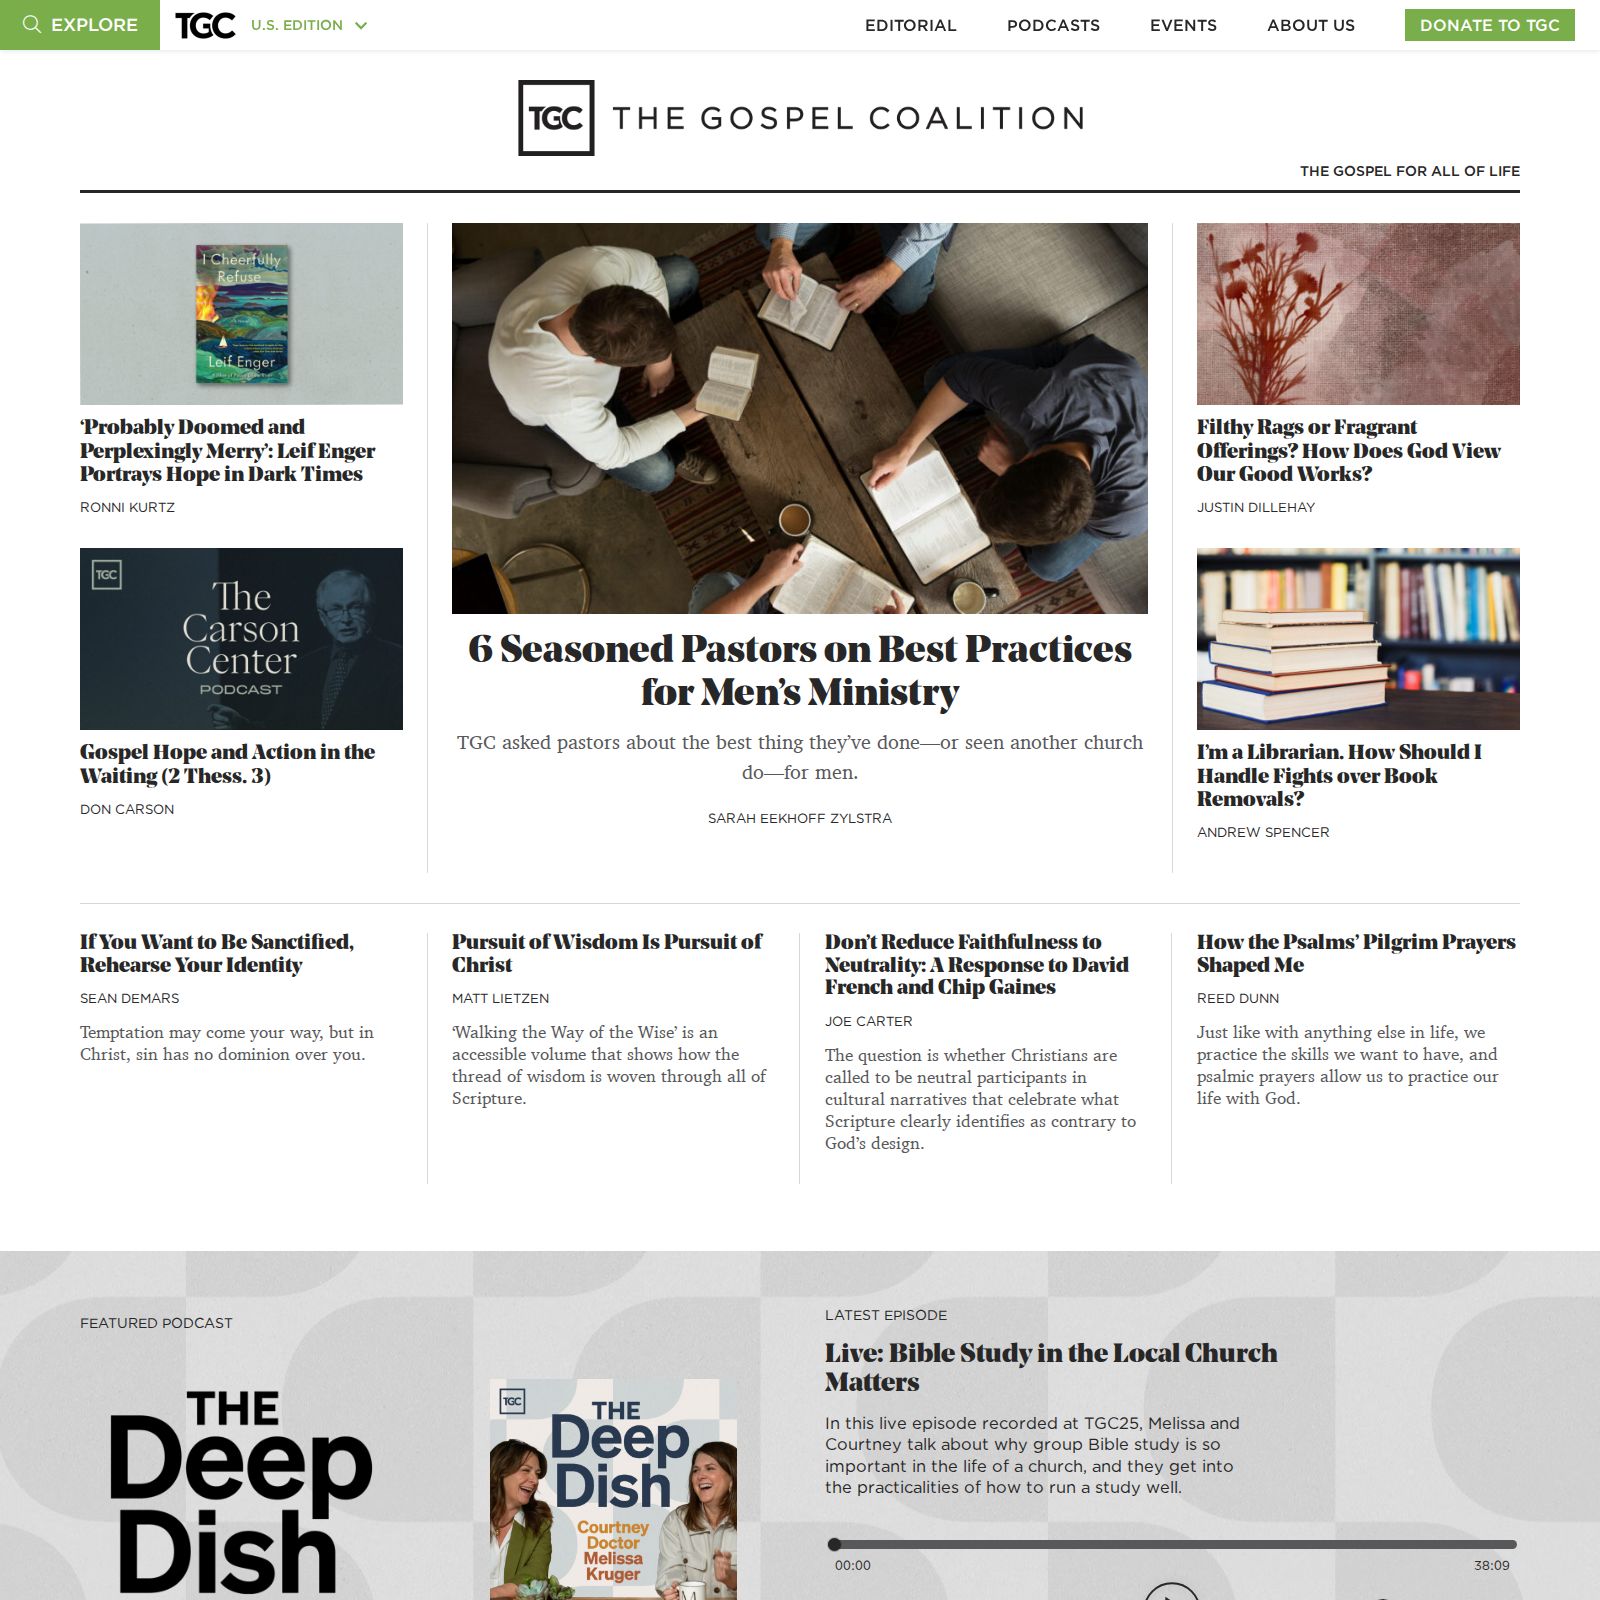 EXPLORE
TGC
U.S. EDITION
EDITORIAL
PODCASTS
EVENTS
ABOUT US
DONATE TO TGC
TGC THE GOSPEL COALITION
THE GOSPEL FOR ALL OF LIFE
I Cheerfully
Refuse
Leif Enger
‘Probably Doomed and
Perplexingly Merry’: Leif Enger
Portrays Hope in Dark Times
RONNI KURTZ
TGC
The
Carson
Center
PODCAST
Gospel Hope and Action in the
Waiting (2 Thess. 3)
DON CARSON
6 Seasoned Pastors on Best Practices
for Men’s Ministry
TGC asked pastors about the best thing they’ve done—or seen another church
do—for men.
SARAH EEKHOFF ZYLSTRA
Filthy Rags or Fragrant
Offerings? How Does God View
Our Good Works?
JUSTIN DILLEHAY
I’m a Librarian. How Should I
Handle Fights over Book
Removals?
ANDREW SPENCER
If You Want to Be Sanctified,
Rehearse Your Identity
SEAN DEMARS
Temptation may come your way, but in
Christ, sin has no dominion over you.
Pursuit of Wisdom Is Pursuit of
Christ
MATT LIETZEN
‘Walking the Way of the Wise’ is an
accessible volume that shows how the
thread of wisdom is woven through all of
Scripture.
Don’t Reduce Faithfulness to
Neutrality: A Response to David
French and Chip Gaines
JOE CARTER
The question is whether Christians are
called to be neutral participants in
cultural narratives that celebrate what
Scripture clearly identifies as contrary to
God’s design.
How the Psalms’ Pilgrim Prayers
Shaped Me
REED DUNN
Just like with anything else in life, we
practice the skills we want to have, and
psalmic prayers allow us to practice our
life with God.
FEATURED PODCAST
THE
Deep
Dish
TGC
THE
Deep
Dish
Courtney
Doctor
Melissa
Kruger
LATEST EPISODE
Live: Bible Study in the Local Church
Matters
In this live episode recorded at TGC25, Melissa and
Courtney talk about why group Bible study is so
important in the life of a church, and they get into
the practicalities of how to run a study well.
00:00
38:09